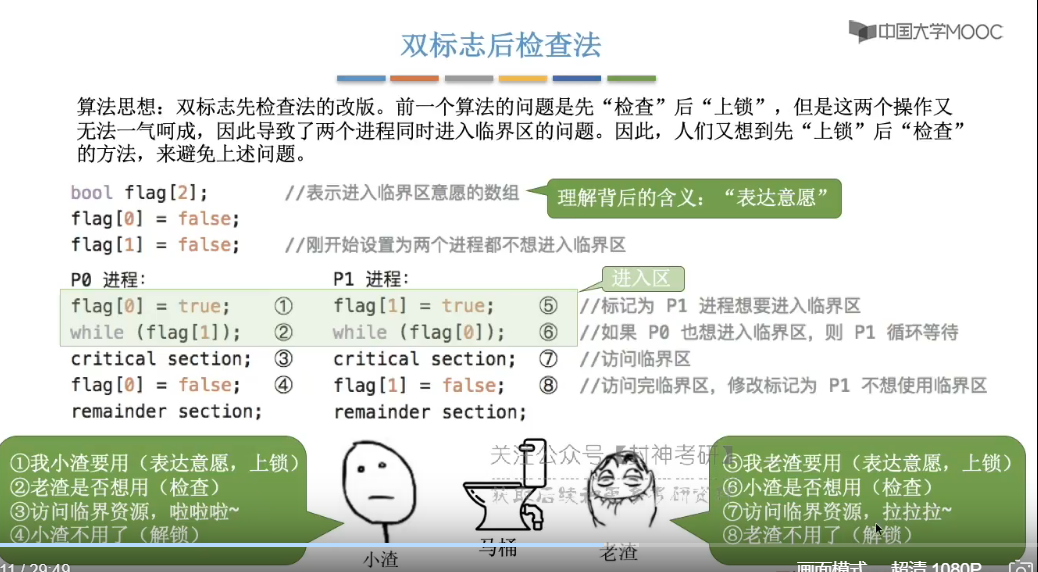 中国大学MOOC
双标志后检查法
算法思想：双标志先检查法的改版。前一个算法的问题是先“检查”后“上锁”，但是这两个操作又
无法一气呵成，因此导致了两个进程同时进入临界区的问题。因此，人们又想到先“上锁”后“检查”
的方法，来避免上述问题。
bool flag[2]; //表示进入临界区意愿的数组
理解背后的含义：“表达意愿”
flag[0] = false;
flag[1] = false; //刚开始设置为两个进程都不想进入临界区
P0 进程： P1 进程： 进入区
flag[0] = true; ① flag[1] = true; ⑤ //标记为 P1 进程想要进入临界区
while (flag[1]); ② while (flag[0]); ⑥ //如果 P0 也想进入临界区，则 P1 循环等待
critical section; ③ critical section; ⑦ //访问临界区
flag[0] = false; ④ flag[1] = false; ⑧ //访问完临界区，修改标记为 P1 不想使用临界区
remainder section; remainder section;
①我小渣要用（表达意愿，上锁）
②老渣是否想用（检查）
③访问临界资源，啦啦啦~
④小渣不用了（解锁）
关注公众号【封神考研】
小渣
马桶
老渣
⑤我老渣要用（表达意愿，上锁）
⑥小渣是否想用（检查）
⑦访问临界资源，拉拉拉~
⑧老渣不用了（解锁）
11 / 29:49
画面模式 超清 1080P